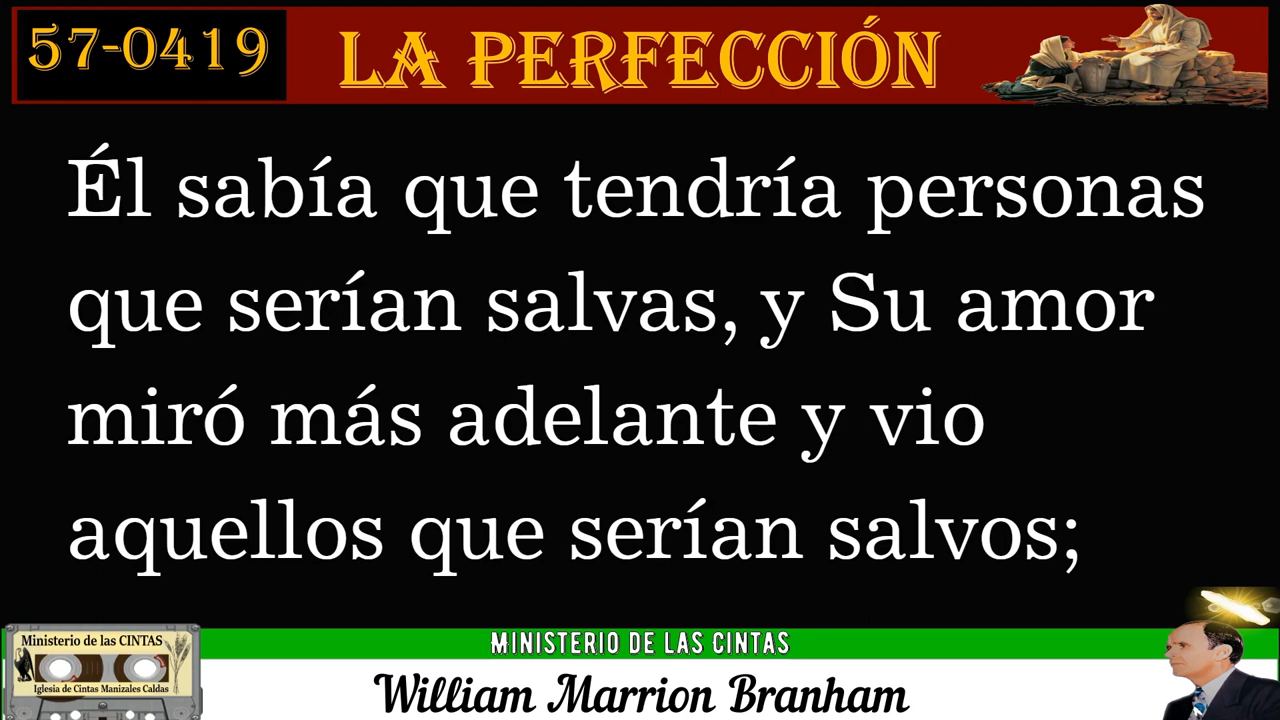 57-0419
LA PERFECCIÓN
Él sabía que tendría personas
que serían salvas, y Su amor
miró más adelante y vio
aquellos que serían salvos;
Ministerio de las CINTAS
Iglesia de Cintas Manizales Caldas
MINISTERIO DE LAS CINTAS
William Marrion Branham